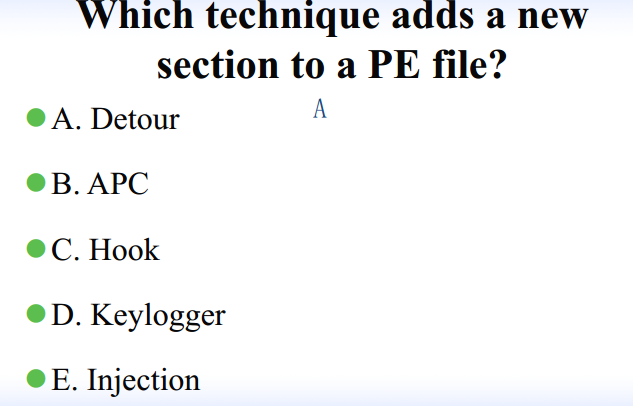 Which technique adds a new
section to a PE file?
A
A. Detour
B. APC
C. Hook
D. Keylogger
E. Injection